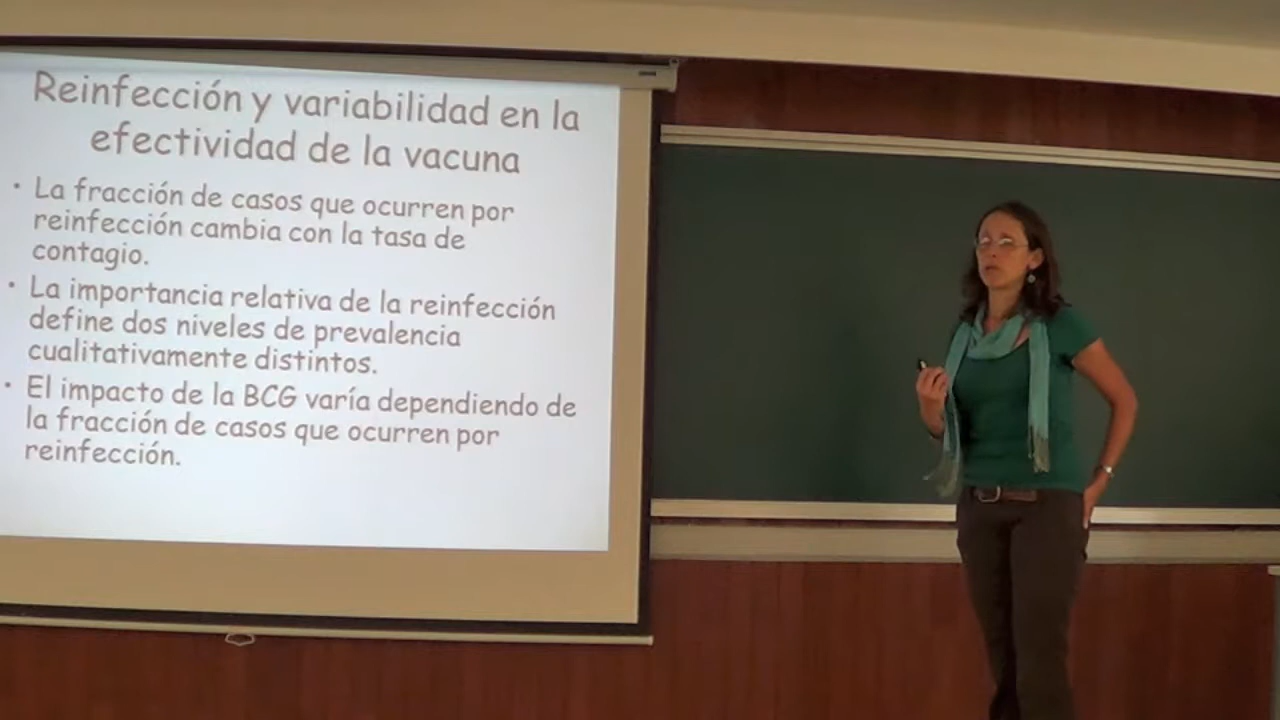 Reinfección y variabilidad en la
efectividad de la vacuna
• La fracción de casos que ocurren por
reinfección cambia con la tasa de
contagio.
• La importancia relativa de la reinfección
define dos niveles de prevalencia
cualitativamente distintos.
• El impacto de la BCG varía dependiendo de
la fracción de casos que ocurren por
reinfección.